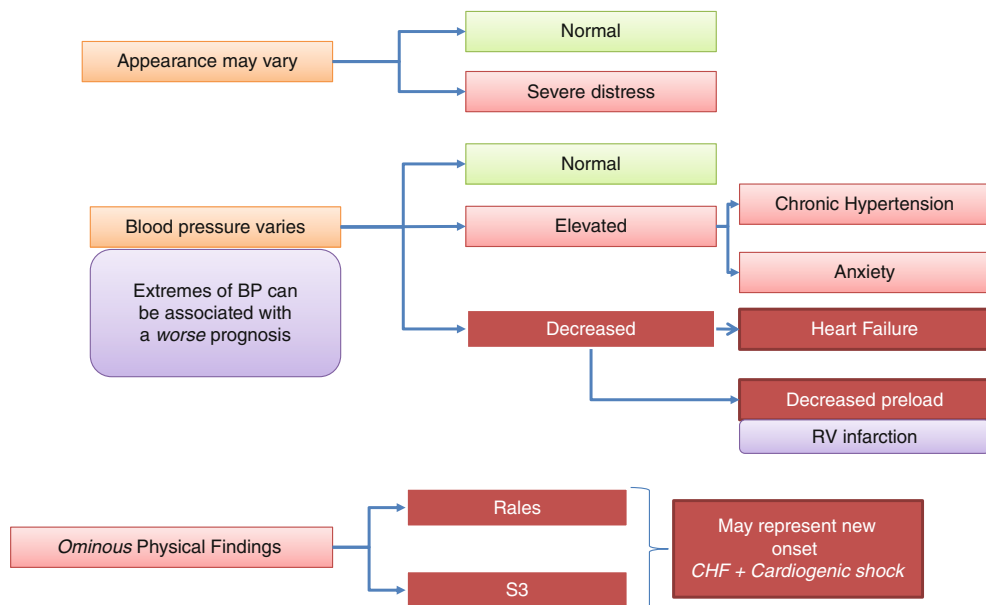 Normal
Appearance may vary
Severe distress
Normal
Blood pressure varies
Elevated
Chronic Hypertension
Anxiety
Extremes of BP can
be associated with
a worse prognosis
Decreased
Heart Failure
Decreased preload
RV infarction
Ominous Physical Findings
Rales
S3
May represent new
onset
CHF + Cardiogenic shock